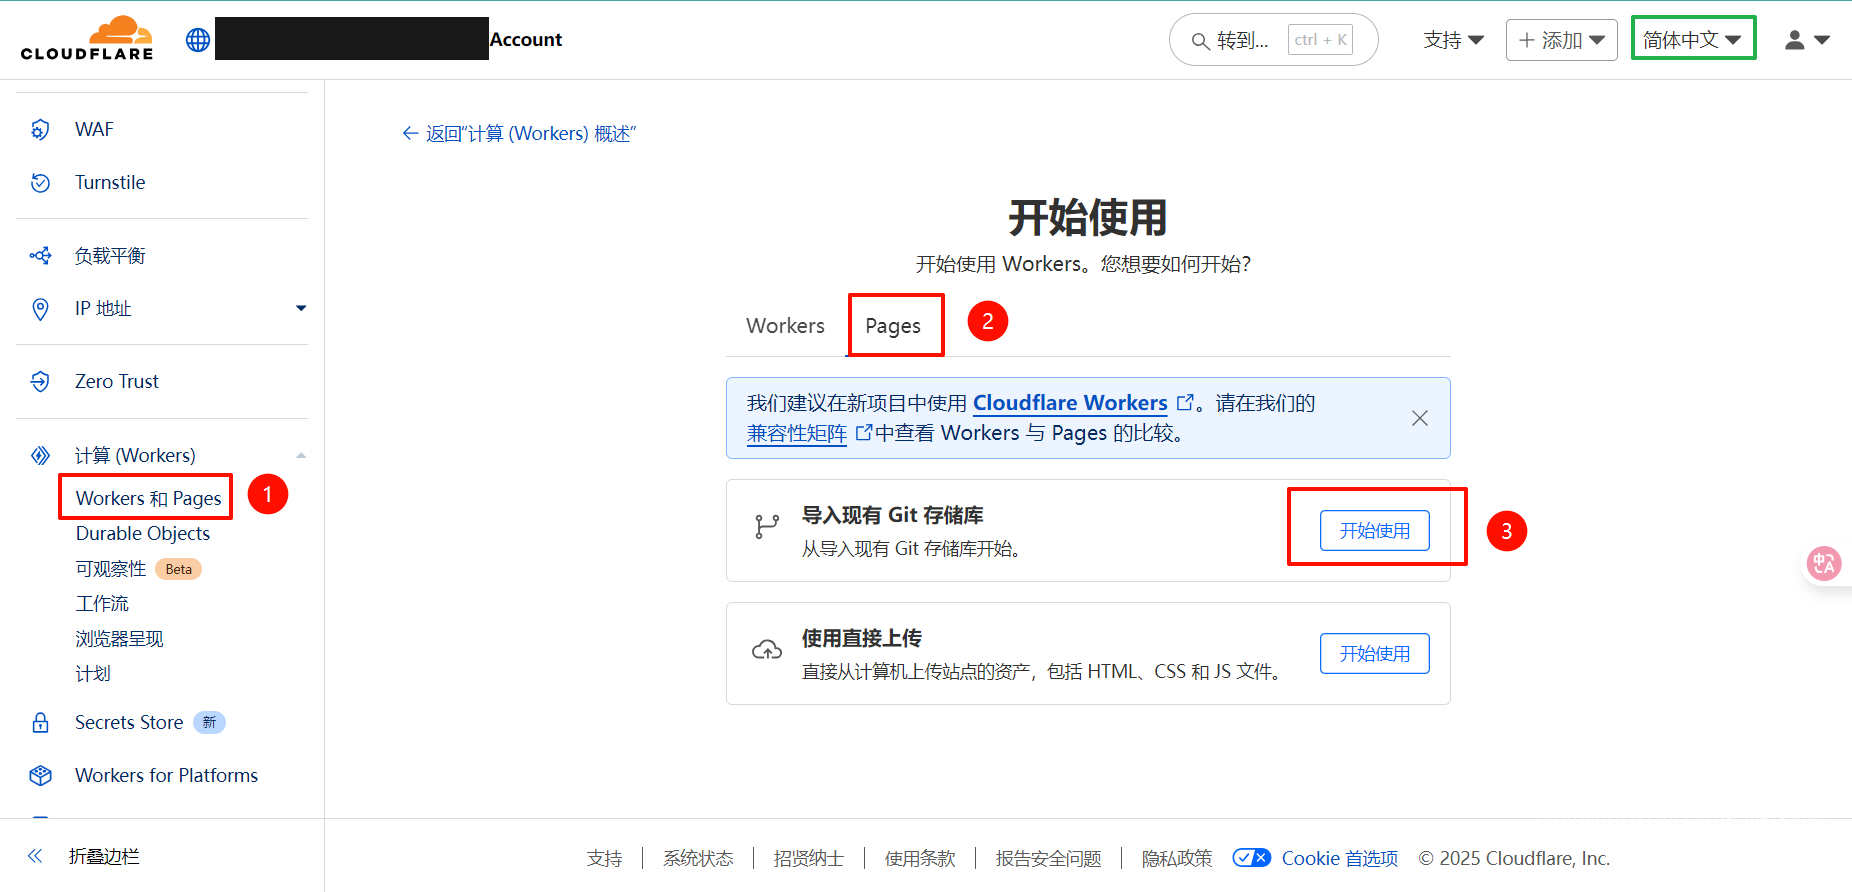 CLOUDFLARE
Account
转到...
ctrl + K
支持
添加
简体中文
WAF
Turnstile
负载平衡
IP 地址
Zero Trust
计算 (Workers)
Workers 和 Pages
1
Durable Objects
可观察性 Beta
工作流
浏览器呈现
计划
Secrets Store 新
Workers for Platforms
折叠边栏
返回“计算 (Workers) 概述”
开始使用
开始使用 Workers。您想要如何开始？
Workers
Pages
2
我们建议在新项目中使用 Cloudflare Workers 。请在我们的
兼容性矩阵 中查看 Workers 与 Pages 的比较。
导入现有 Git 存储库
从导入现有 Git 存储库开始。
开始使用
3
使用直接上传
直接从计算机上传站点的资产，包括 HTML、CSS 和 JS 文件。
开始使用
中A
支持
系统状态
招贤纳士
使用条款
报告安全问题
隐私政策
Cookie 首选项
© 2025 Cloudflare, Inc.